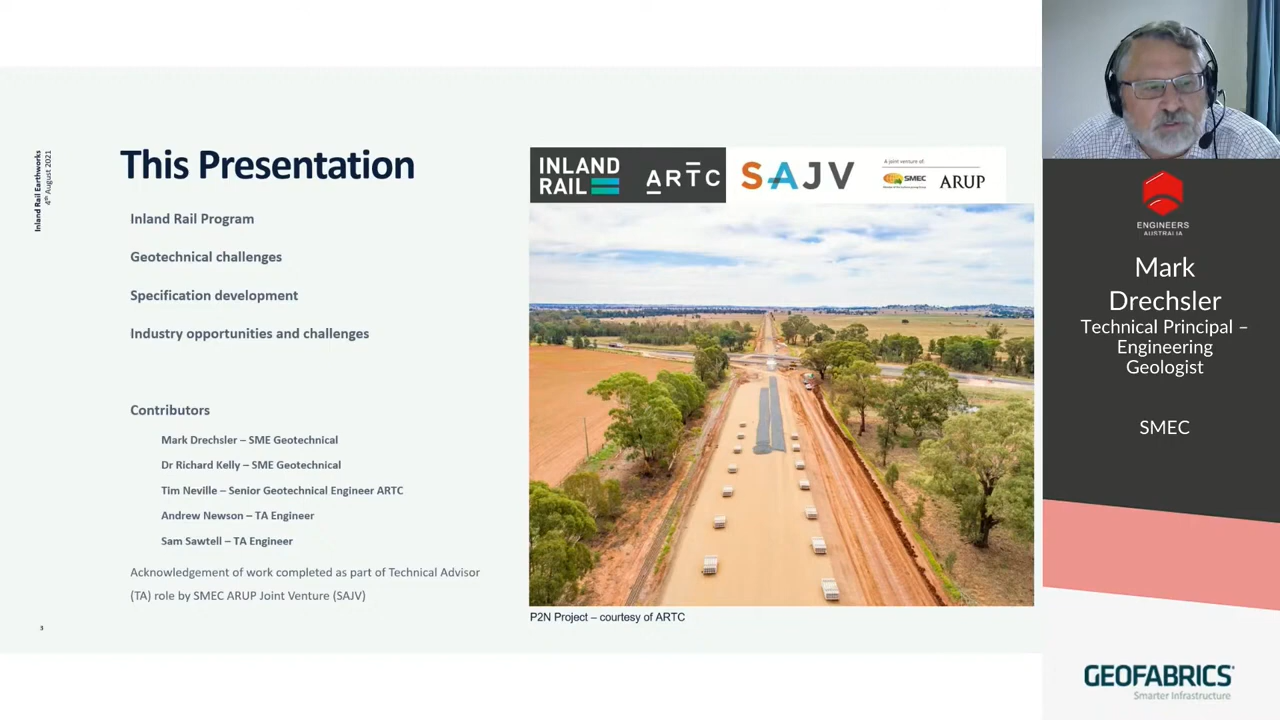 Inland Rail Earthworks
4th August 2021
This Presentation
Inland Rail Program
Geotechnical challenges
Specification development
Industry opportunities and challenges
Contributors
Mark Drechsler – SME Geotechnical
Dr Richard Kelly – SME Geotechnical
Tim Neville – Senior Geotechnical Engineer ARTC
Andrew Newson – TA Engineer
Sam Sawtell – TA Engineer
Acknowledgement of work completed as part of Technical Advisor
(TA) role by SMEC ARUP Joint Venture (SAJV)
3
INLAND
RAIL
ARTC
SAJV
A joint venture of:
SMEC
ARUP
P2N Project – courtesy of ARTC
ENGINEERS
AUSTRALIA
Mark
Drechsler
Technical Principal –
Engineering
Geologist
SMEC
GEOFABRICS
Smarter Infrastructure